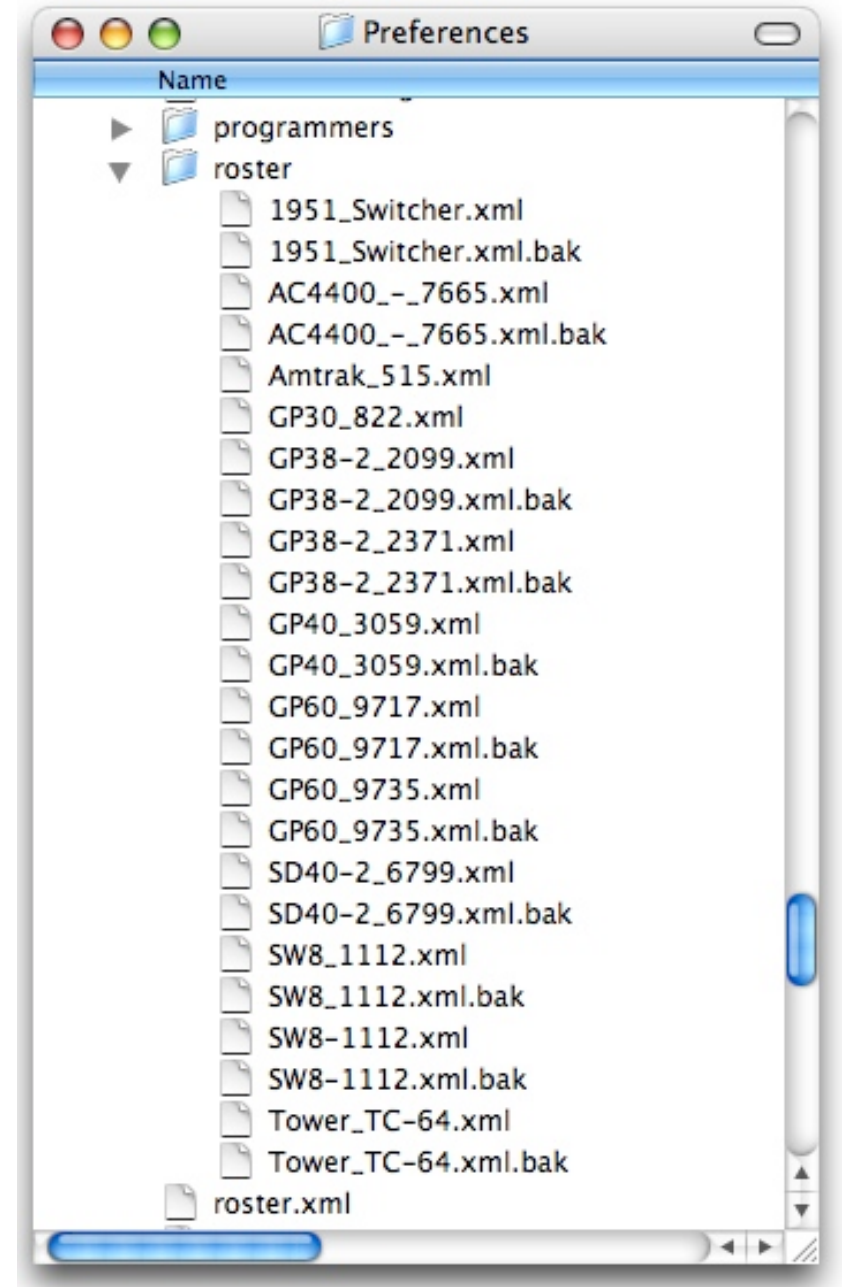 Preferences
Name
programmers
roster
1951_Switcher.xml
1951_Switcher.xml.bak
AC4400_-_7665.xml
AC4400_-_7665.xml.bak
Amtrak_515.xml
GP30_822.xml
GP38-2_2099.xml
GP38-2_2099.xml.bak
GP38-2_2371.xml
GP38-2_2371.xml.bak
GP40_3059.xml
GP40_3059.xml.bak
GP60_9717.xml
GP60_9717.xml.bak
GP60_9735.xml
GP60_9735.xml.bak
SD40-2_6799.xml
SD40-2_6799.xml.bak
SW8_1112.xml
SW8_1112.xml.bak
SW8-1112.xml
SW8-1112.xml.bak
Tower_TC-64.xml
Tower_TC-64.xml.bak
roster.xml